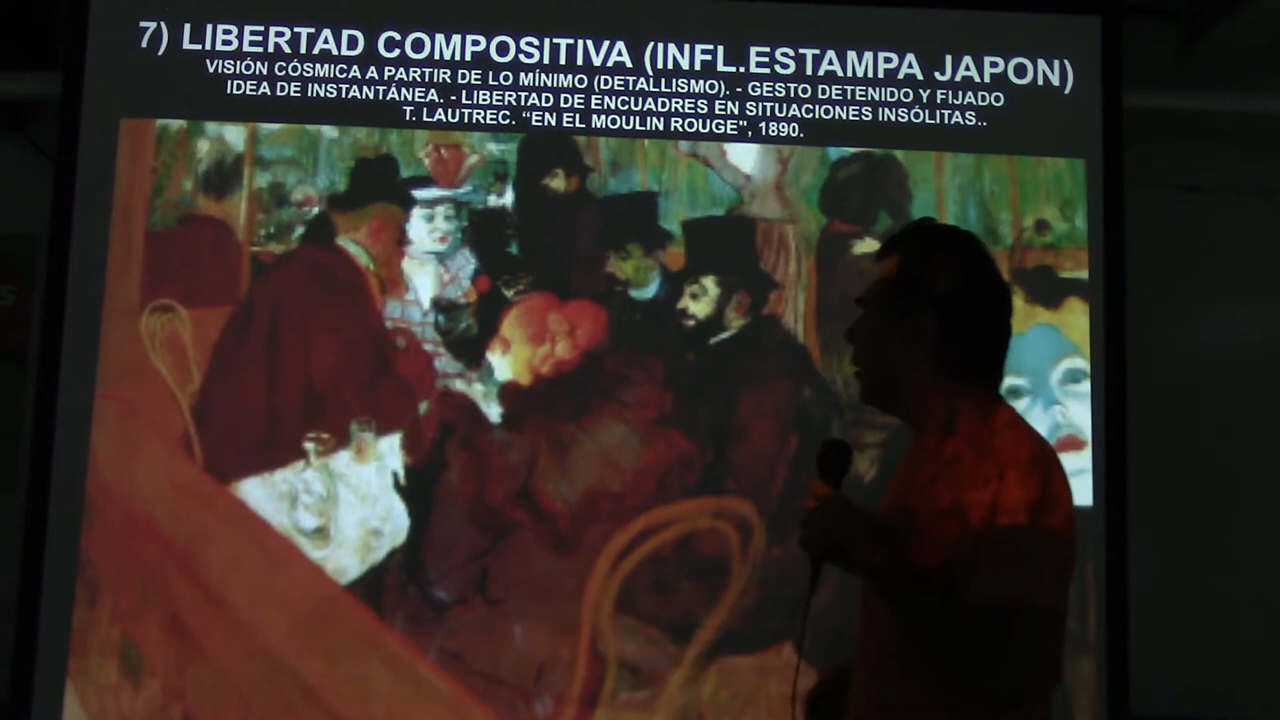 7) LIBERTAD COMPOSITIVA (INFL.ESTAMPA JAPON)
VISIÓN CÓSMICA A PARTIR DE LO MÍNIMO (DETALLISMO). - GESTO DETENIDO Y FIJADO
IDEA DE INSTANTÁNEA. - LIBERTAD DE ENCUADRES EN SITUACIONES INSÓLITAS..
T. LAUTREC. “EN EL MOULIN ROUGE”, 1890.